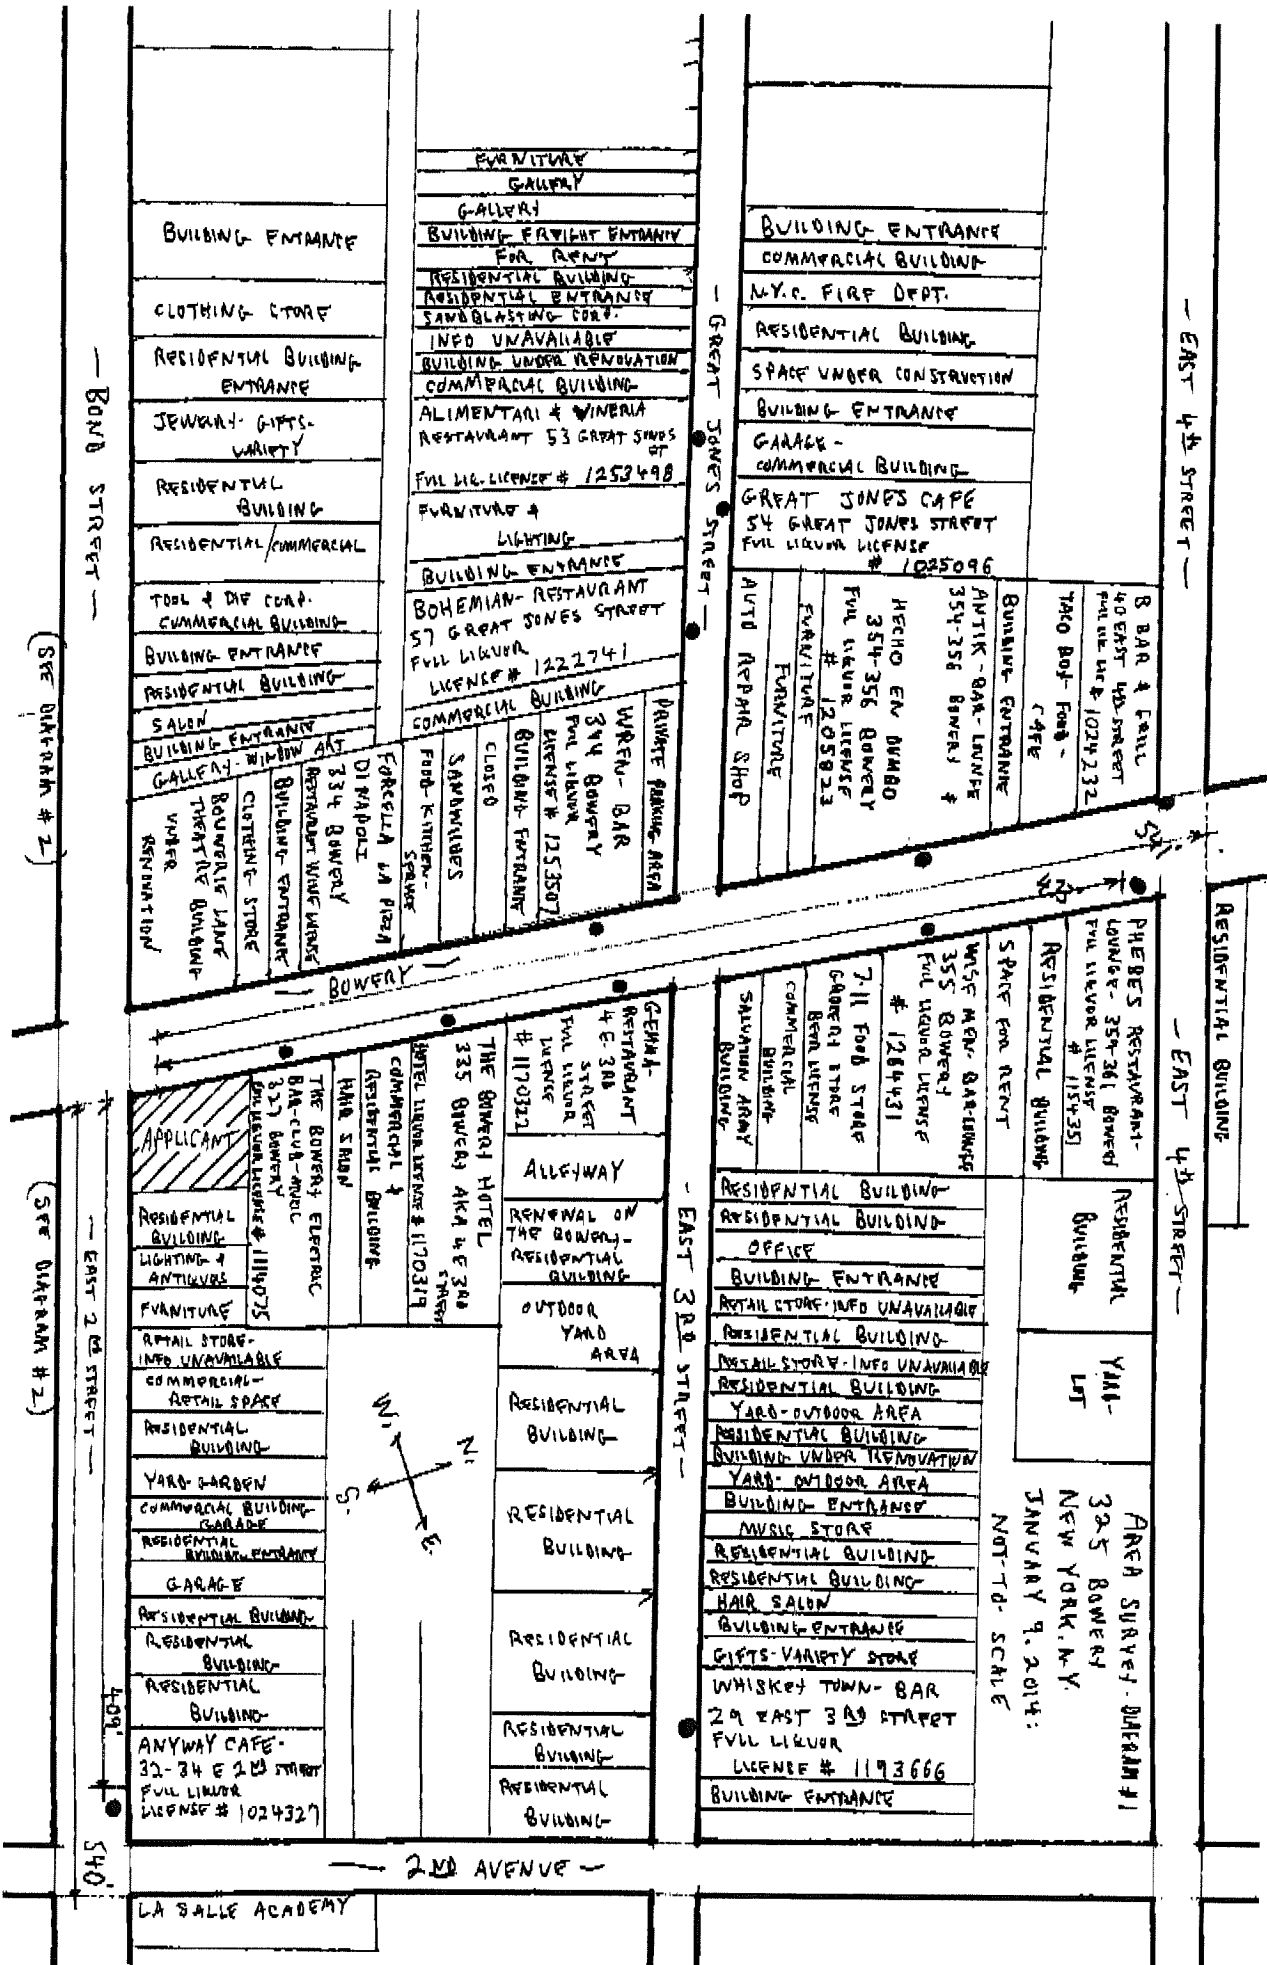 BUILDING ENTRANCE
CLOTHING STORE
RESIDENTIAL BUILDING
ENTRANCE
JEWELRY- GIFTS-
VARIETY
RESIDENTIAL
BUILDING
RESIDENTIAL/COMMERCIAL
TOOL & DIE CORP.
COMMERCIAL BUILDING
BUILDING ENTRANCE
RESIDENTIAL BUILDING
SALON
BUILDING ENTRANCE
GALLERY- WINDOW ART
— BOND STREET —
(SEE DIAGRAM #2)
FURNITURE
GALLERY
GALLERY
BUILDING FREIGHT ENTRANCE
FOR RENT
RESIDENTIAL BUILDING
RESIDENTIAL ENTRANCE
SANDBLASTING CORP.
INFO UNAVAILABLE
BUILDING UNDER RENOVATION
COMMERCIAL BUILDING
ALIMENTARI & VINERIA
RESTAURANT 53 GREAT JONES
ST
FULL LIQ. LICENSE # 1253498
FURNITURE &
LIGHTING
BUILDING ENTRANCE
BOHEMIAN- RESTAURANT
57 GREAT JONES STREET
FULL LIQUOR
LICENSE # 1222741
COMMERCIAL BUILDING
— GREAT JONES STREET —
BUILDING ENTRANCE
COMMERCIAL BUILDING
N.Y.C. FIRE DEPT.
RESIDENTIAL BUILDING
SPACE UNDER CONSTRUCTION
BUILDING ENTRANCE
GARAGE-
COMMERCIAL BUILDING
GREAT JONES CAFE
54 GREAT JONES STREET
FULL LIQUOR LICENSE
# 1025096
— EAST 4th STREET —
B BAR & GRILL
40 EAST 4th STREET
FULL LIQ LIC # 1024232
TACO BOY- FOOD-
CAFE
BUILDING ENTRANCE
ANTIK- BAR- LOUNGE
354-356 BOWERY &
HECHO EN DUMBO
354-356 BOWERY
FULL LIQUOR LICENSE
# 1205823
FURNITURE
FURNITURE
AUTO REPAIR SHOP
PRIVATE PARKING AREA
WREN- BAR
344 BOWERY
FULL LIQUOR
LICENSE # 1253507
BUILDING ENTRANCE
CLOSED
SANDWICHES
FOOD- KITCHEN-
SERVICE
FORCELLA LA PIZZA
DI NAPOLI
334 BOWERY
RESTAURANT WINE LICENSE
BUILDING ENTRANCE
CLOTHING- STORE
BOUWERIE LANE
THEATRE BUILDING-
UNDER
RENOVATION
— BOWERY —
541'
RESIDENTIAL BUILDING
PHEBES RESTAURANT-
LOUNGE- 359-361 BOWERY
FULL LIQUOR LICENSE
# 1154351
RESIDENTIAL BUILDING
SPACE FOR RENT
WISE MEN- BAR-LOUNGE
355 BOWERY
FULL LIQUOR LICENSE
# 1264431
7-11 FOOD STORE
GROCERY STORE
BEER LICENSE
COMMERCIAL
BUILDING
SALVATION ARMY
BUILDING
GEMMA-
RESTAURANT
4 E 3RD
STREET
FULL LIQUOR
LICENSE
# 1170322
THE BOWERY HOTEL
335 BOWERY AKA 4 E 3RD
STREET
HOTEL LIQUOR LICENSE # 1170319
COMMERCIAL &
RESIDENTIAL BUILDING
HAIR SALON
THE BOWERY ELECTRIC
BAR-CLUB-MUSIC
327 BOWERY
FULL LIQUOR LICENSE # 1114075
APPLICANT
RESIDENTIAL
BUILDING
LIGHTING &
ANTIQUES
FURNITURE
RETAIL STORE-
INFO UNAVAILABLE
COMMERCIAL-
RETAIL SPACE
RESIDENTIAL
BUILDING
YARD- GARDEN
COMMERCIAL BUILDING-
GARAGE
RESIDENTIAL
BUILDING- ENTRANCE
GARAGE
RESIDENTIAL BUILDING
RESIDENTIAL
BUILDING
RESIDENTIAL
BUILDING
ANYWAY CAFE-
32-34 E 2ND STREET
FULL LIQUOR
LICENSE # 1024327
— EAST 2ND STREET —
(SEE DIAGRAM #2)
409'
540'
ALLEYWAY
RENEWAL ON
THE BOWERY-
RESIDENTIAL
BUILDING
OUTDOOR
YARD
AREA
RESIDENTIAL
BUILDING
RESIDENTIAL
BUILDING
RESIDENTIAL
BUILDING
RESIDENTIAL
BUILDING
RESIDENTIAL
BUILDING
W.
N.
S.
E.
— EAST 3RD STREET —
RESIDENTIAL BUILDING
RESIDENTIAL BUILDING
OFFICE
BUILDING ENTRANCE
RETAIL STORE- INFO UNAVAILABLE
RESIDENTIAL BUILDING
RETAIL STORE- INFO UNAVAILABLE
RESIDENTIAL BUILDING
YARD-OUTDOOR AREA
RESIDENTIAL BUILDING
BUILDING UNDER RENOVATION
YARD- OUTDOOR AREA
BUILDING ENTRANCE
MUSIC STORE
RESIDENTIAL BUILDING
RESIDENTIAL BUILDING
HAIR SALON
BUILDING ENTRANCE
GIFTS-VARIETY STORE
WHISKEY TOWN- BAR
29 EAST 3RD STREET
FULL LIQUOR
LICENSE # 1193666
BUILDING ENTRANCE
RESIDENTIAL
BUILDING
YARD-
LOT
— EAST 4th STREET —
AREA SURVEY- DIAGRAM #1
325 BOWERY
NEW YORK, N.Y.
JANUARY 9, 2014:
NOT-TO- SCALE
— 2ND AVENUE —
LA SALLE ACADEMY